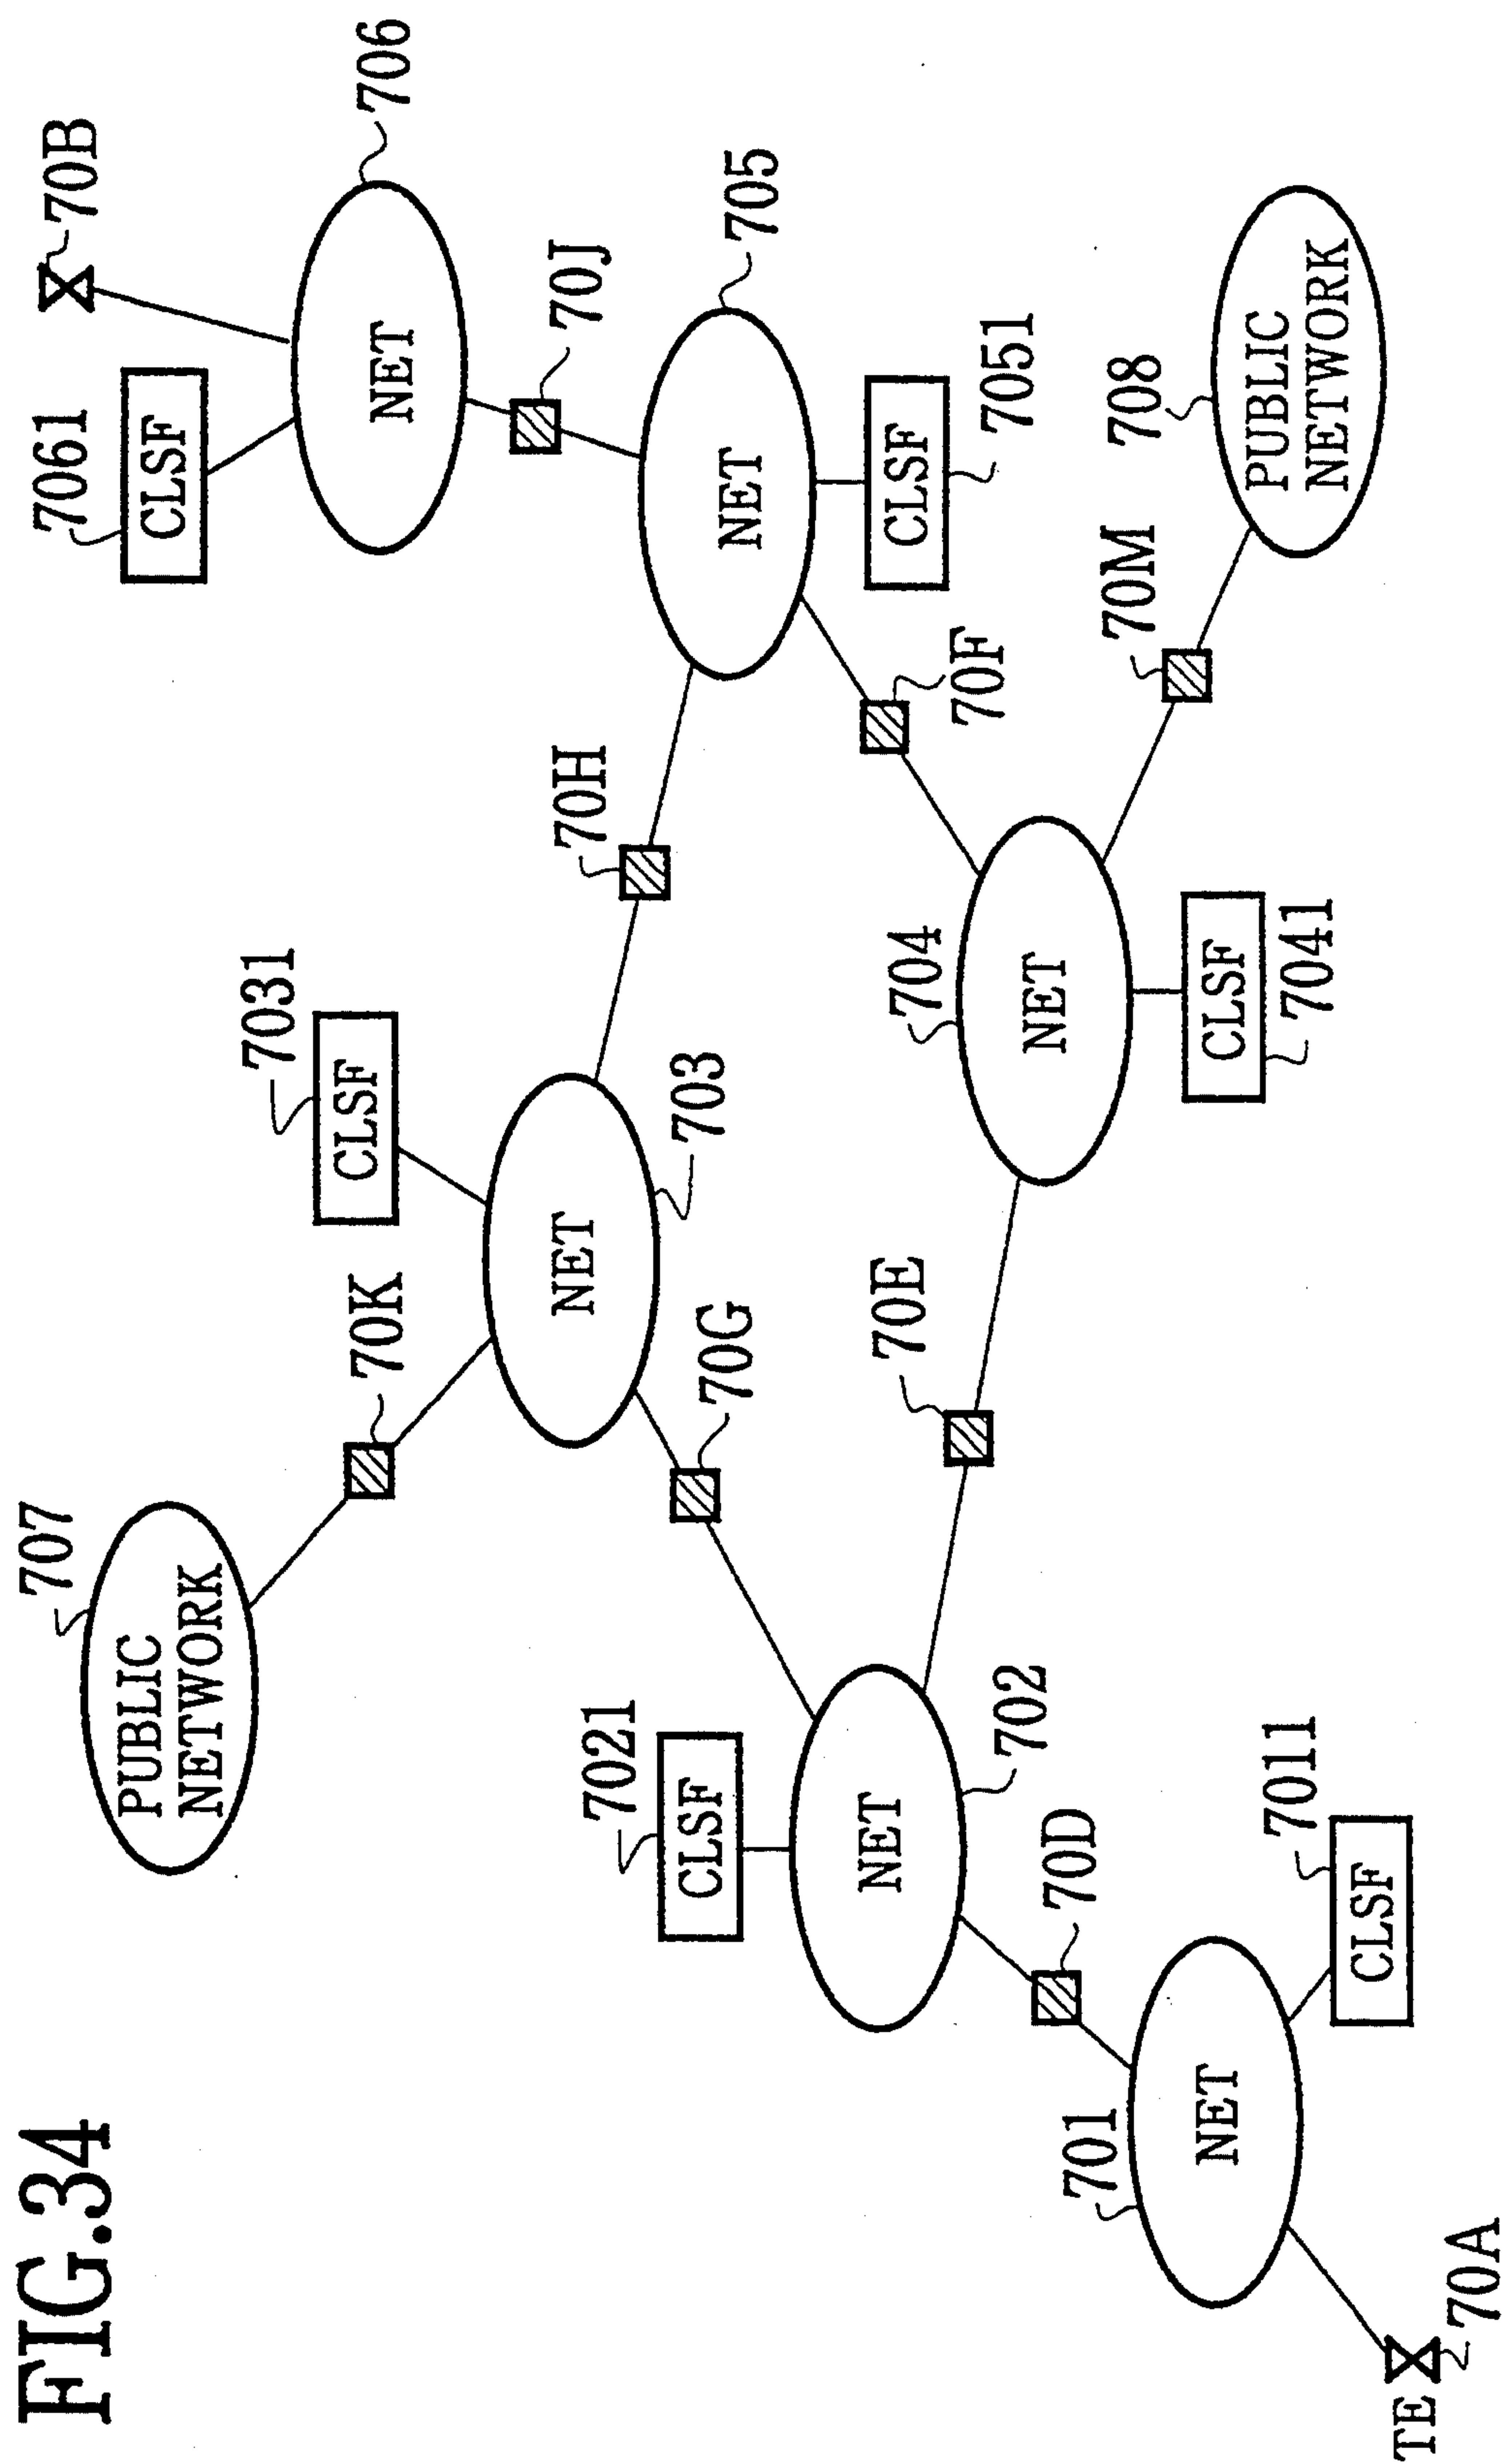 FIG.34
707
PUBLIC
NETWORK
70K
7031
CLSF
7061
CLSF
70B
706
NET
70J
70H
NET
703
70G
7021
CLSF
NET
702
70E
704
NET
CLSF
7041
70F
NET
705
CLSF
7051
70M
708
PUBLIC
NETWORK
70D
7011
CLSF
701
NET
TE
70A